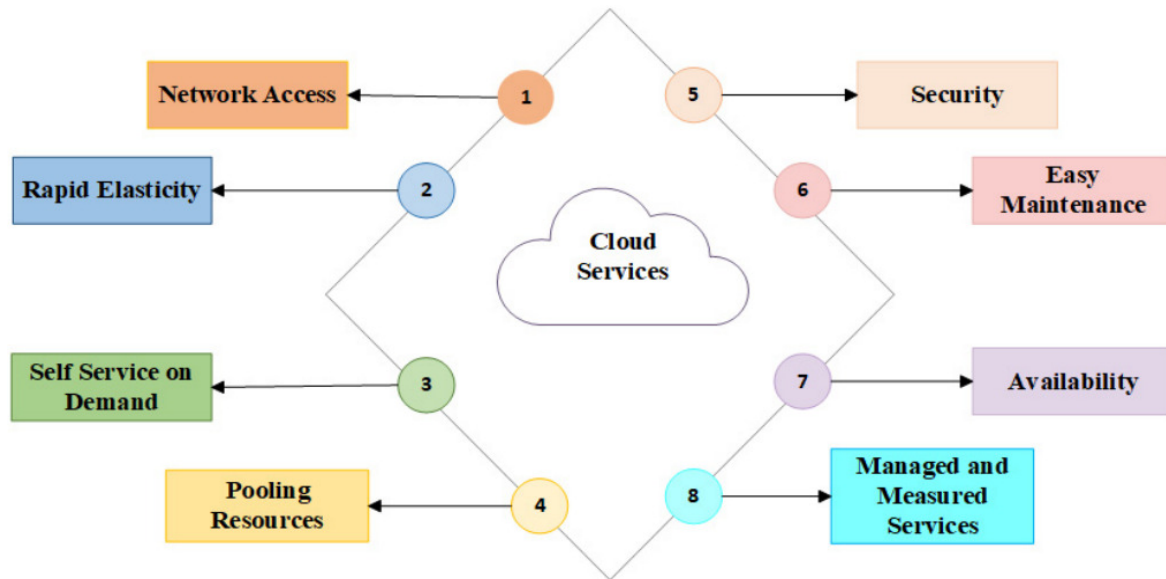 1
Network Access
2
Rapid Elasticity
3
Self Service on
Demand
4
Pooling
Resources
Cloud
Services
5
Security
6
Easy
Maintenance
7
Availability
8
Managed and
Measured
Services